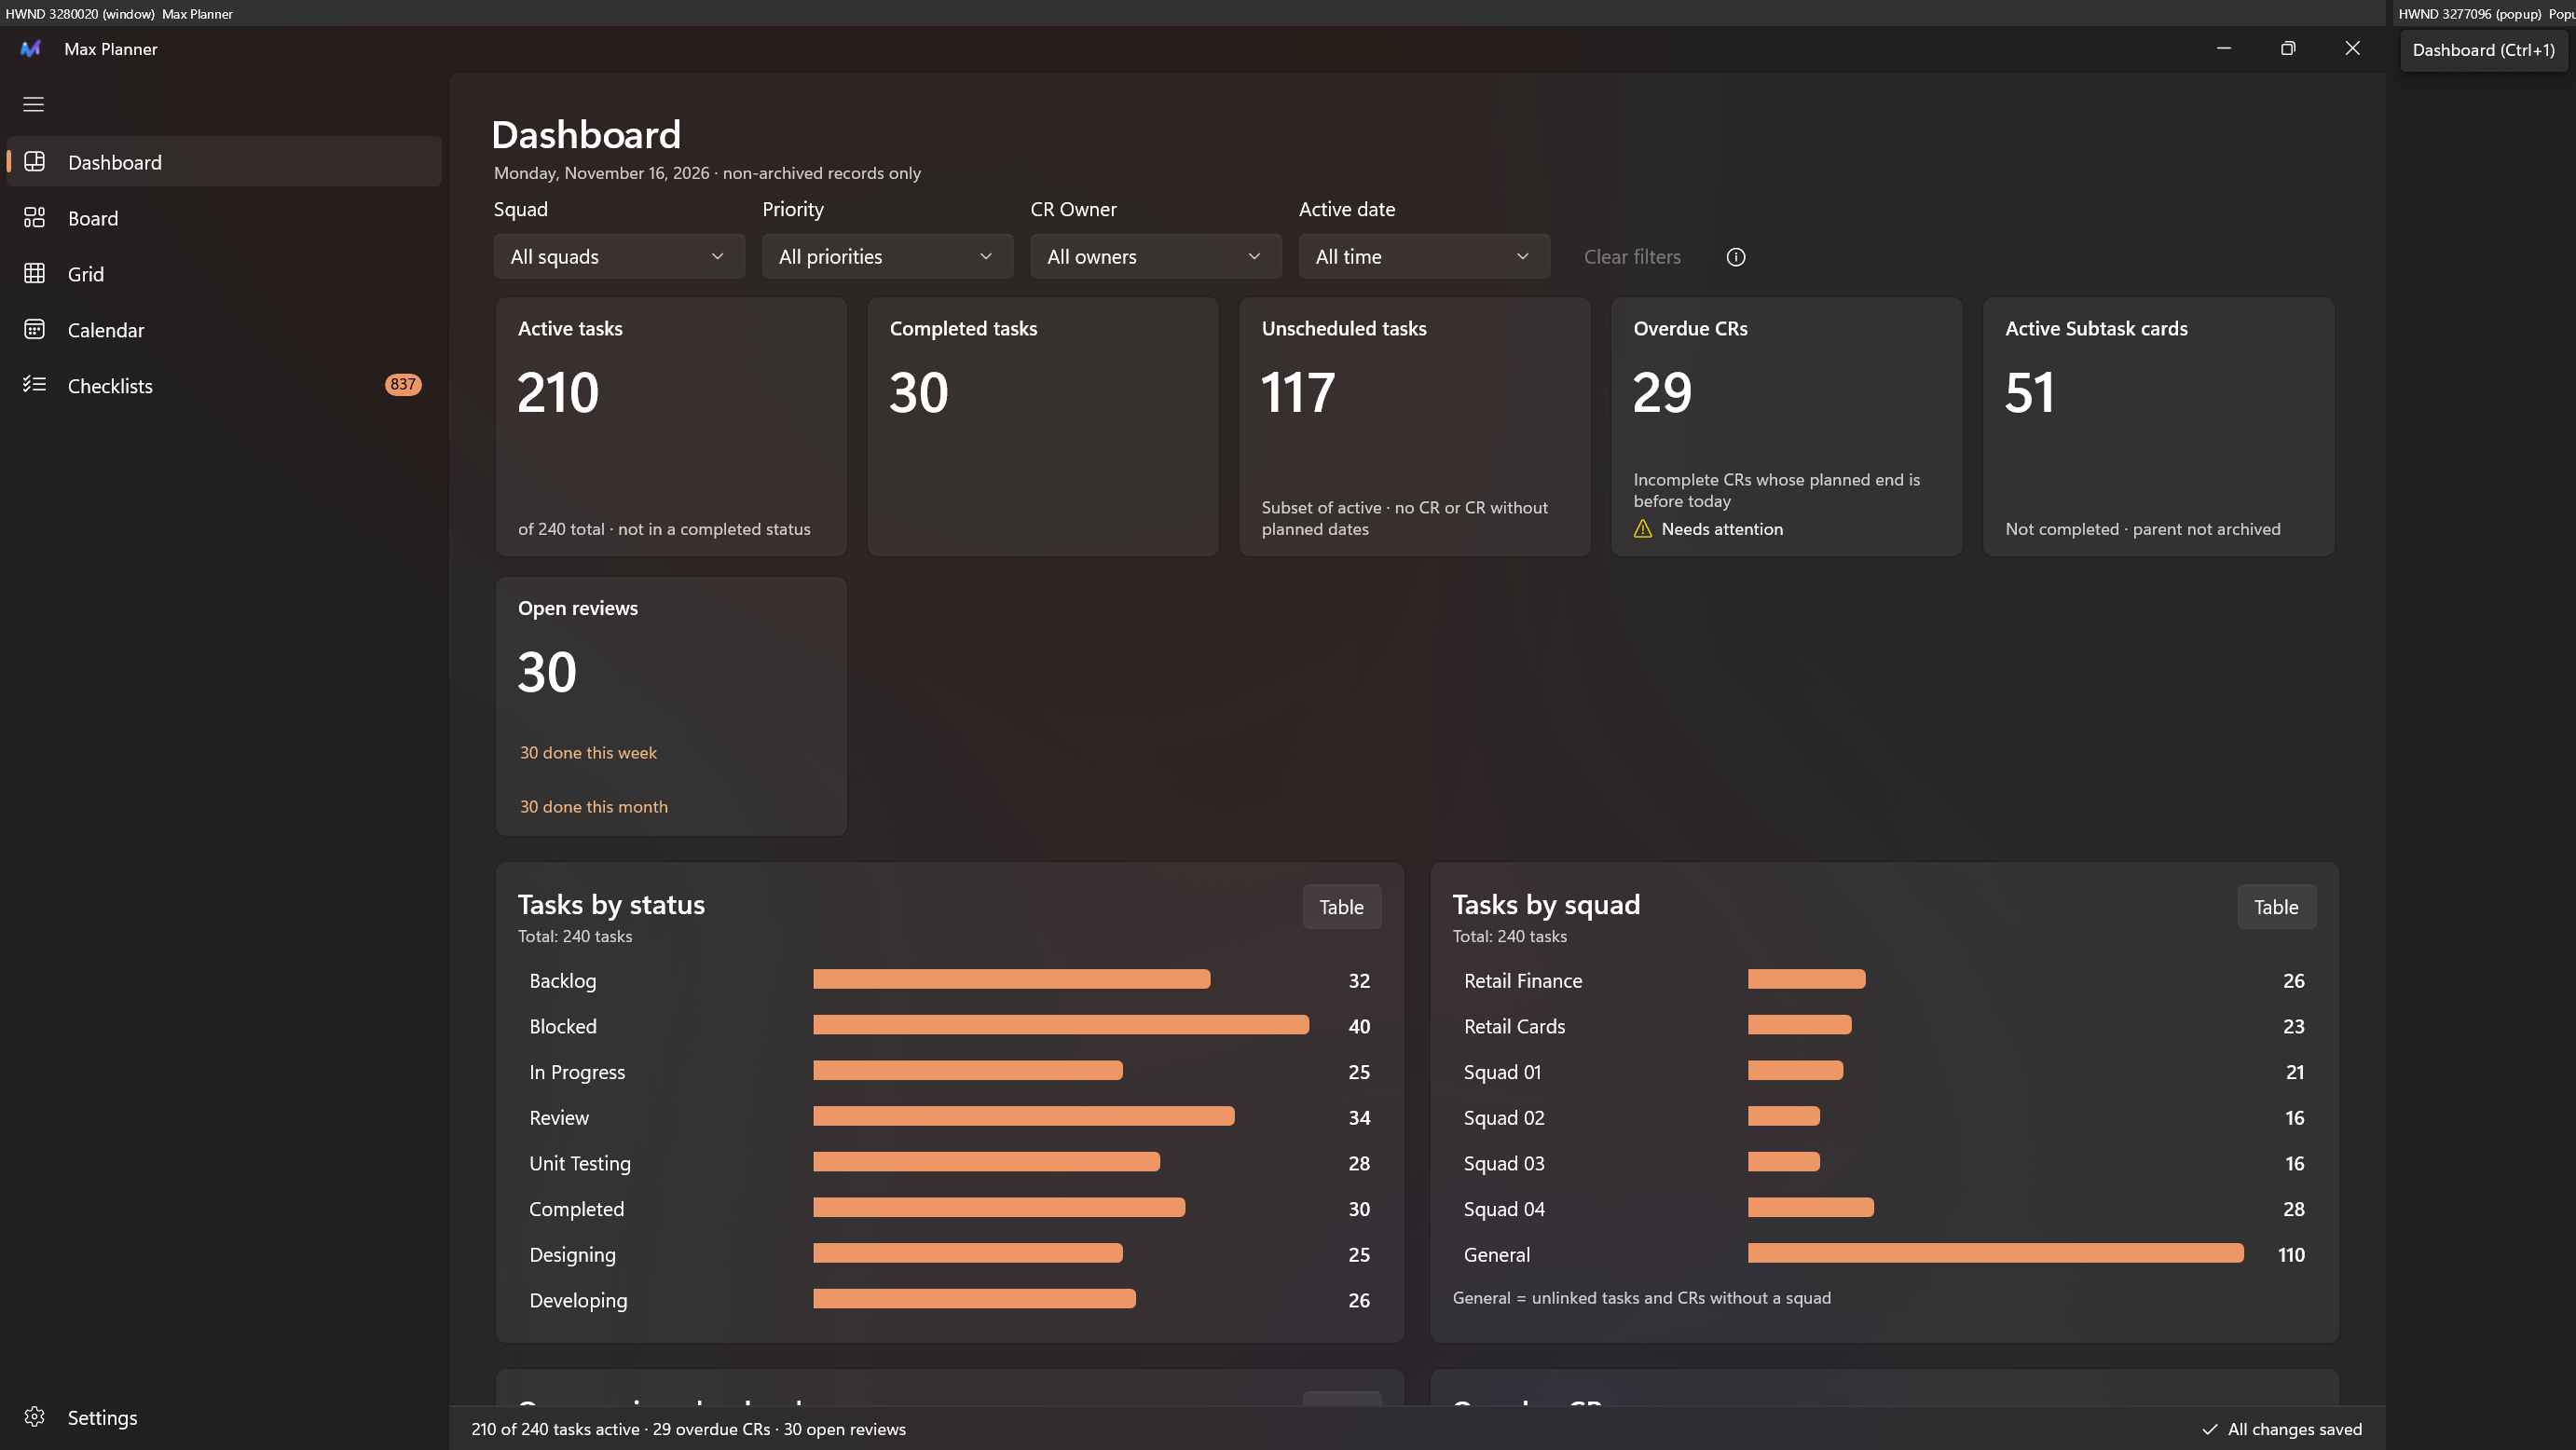 HWND 3280020 (window) Max Planner
HWND 3277096 (popup)
Max Planner
Dashboard (Ctrl+1)
Dashboard
Board
Grid
Calendar
Checklists
837
Settings
Dashboard
Monday, November 16, 2026 · non-archived records only
Squad
Priority
CR Owner
Active date
All squads
All priorities
All owners
All time
Clear filters
Active tasks
210
of 240 total · not in a completed status
Completed tasks
30
Unscheduled tasks
117
Subset of active · no CR or CR without
planned dates
Overdue CRs
29
Incomplete CRs whose planned end is
before today
Needs attention
Active Subtask cards
51
Not completed · parent not archived
Open reviews
30
30 done this week
30 done this month
Tasks by status
Table
Total: 240 tasks
Backlog 32
Blocked 40
In Progress 25
Review 34
Unit Testing 28
Completed 30
Designing 25
Developing 26
Tasks by squad
Table
Total: 240 tasks
Retail Finance 26
Retail Cards 23
Squad 01 21
Squad 02 16
Squad 03 16
Squad 04 28
General 110
General = unlinked tasks and CRs without a squad
210 of 240 tasks active · 29 overdue CRs · 30 open reviews
All changes saved